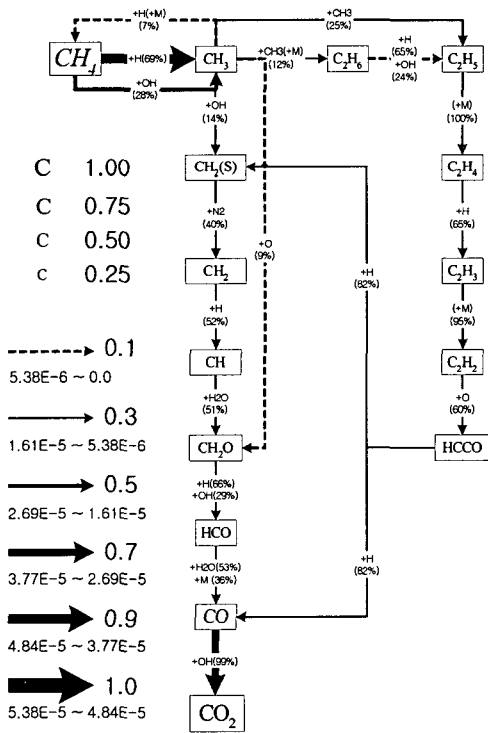 +H(+M)
(7%)
+CH3
(25%)
CH4
+H(69%)
CH3
+CH3(+M)
(12%)
C2H6
+H
(65%)
+OH
(24%)
C2H5
+OH
(28%)
+OH
(14%)
(+M)
(100%)
C 1.00
CH2(S)
C2H4
C 0.75
+N2
(40%)
+H
(65%)
C 0.50
+O
(9%)
c 0.25
CH2
+H
(82%)
C2H3
+H
(52%)
(+M)
(95%)
0.1
5.38E-6 ~ 0.0
CH
C2H2
+H2O
(51%)
+O
(60%)
0.3
1.61E-5 ~ 5.38E-6
CH2O
HCCO
0.5
+H(66%)
+OH(29%)
2.69E-5 ~ 1.61E-5
HCO
0.7
+H2O(53%)
+M (36%)
+H
(82%)
3.77E-5 ~ 2.69E-5
0.9
CO
4.84E-5 ~ 3.77E-5
+OH(99%)
1.0
5.38E-5 ~ 4.84E-5
CO2